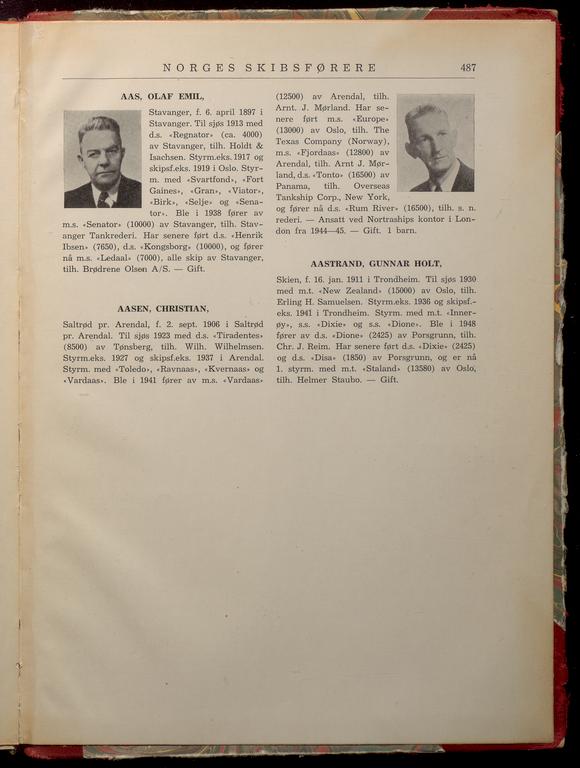 NORGES SKIBSFØRERE 487
AAS, OLAF EMIL,
Stavanger, f. 6. april 1897 i
Stavanger. Til sjøs 1913 med
d.s. «Regnator» (ca. 4000)
av Stavanger, tilh. Holdt &
Isachsen. Styrm.eks. 1917 og
skipsf.eks. 1919 i Oslo. Styr-
m. med «Svartfond», «Fort
Gaines», «Gran», «Viator»,
«Birk», «Selje» og «Sena-
tor». Ble i 1938 fører av
m.s. «Senator» (10000) av Stavanger, tilh. Stav-
anger Tankrederi. Har senere ført d.s. «Henrik
Ibsen» (7650), d.s. «Kongsborg» (10000), og fører
nå m.s. «Ledaal» (7000), alle skip av Stavanger,
tilh. Brødrene Olsen A/S. — Gift.
AASEN, CHRISTIAN,
Saltrød pr. Arendal, f. 2. sept. 1906 i Saltrød
pr. Arendal. Til sjøs 1923 med d.s. «Tiradentes»
(8500) av Tønsberg, tilh. Wilh. Wilhelmsen.
Styrm.eks. 1927 og skipsf.eks. 1937 i Arendal.
Styrm. med «Toledo», «Ravnaas», «Kvernaas» og
«Vardaas». Ble i 1941 fører av m.s. «Vardaas»
(12500) av Arendal, tilh.
Arnt. J. Mørland. Har se-
nere ført m.s. «Europe»
(13000) av Oslo, tilh. The
Texas Company (Norway),
m.s. «Fjordaas» (12800) av
Arendal, tilh. Arnt J. Mør-
land, d.s. «Tonto» (16500) av
Panama, tilh. Overseas
Tankship Corp., New York,
og fører nå d.s. «Rum River» (16500), tilh. s. n.
rederi. — Ansatt ved Nortraships kontor i Lon-
don fra 1944—45. — Gift. 1 barn.
AASTRAND, GUNNAR HOLT,
Skien, f. 16. jan. 1911 i Trondheim. Til sjøs 1930
med m.t. «New Zealand» (15000) av Oslo, tilh.
Erling H. Samuelsen. Styrm.eks. 1936 og skipsf.-
eks. 1941 i Trondheim. Styrm. med m.t. «Inner-
øy», s.s. «Dixie» og s.s. «Dione». Ble i 1948
fører av d.s. «Dione» (2425) av Porsgrunn, tilh.
Chr. J. Reim. Har senere ført d.s. «Dixie» (2425)
og d.s. «Disa» (1850) av Porsgrunn, og er nå
1. styrm. med m.t. «Staland» (13580) av Oslo,
tilh. Helmer Staubo. — Gift.